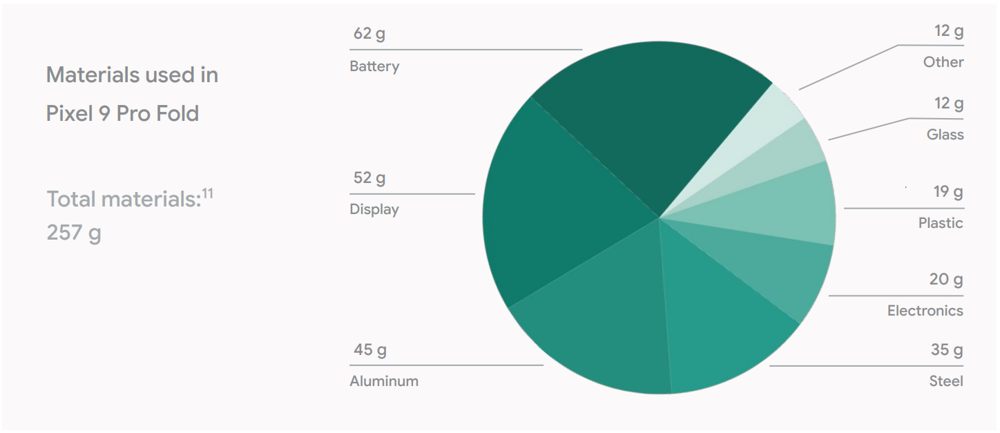 Materials used in
Pixel 9 Pro Fold
Total materials:11
257 g
62 g
Battery
52 g
Display
45 g
Aluminum
12 g
Other
12 g
Glass
19 g
Plastic
20 g
Electronics
35 g
Steel